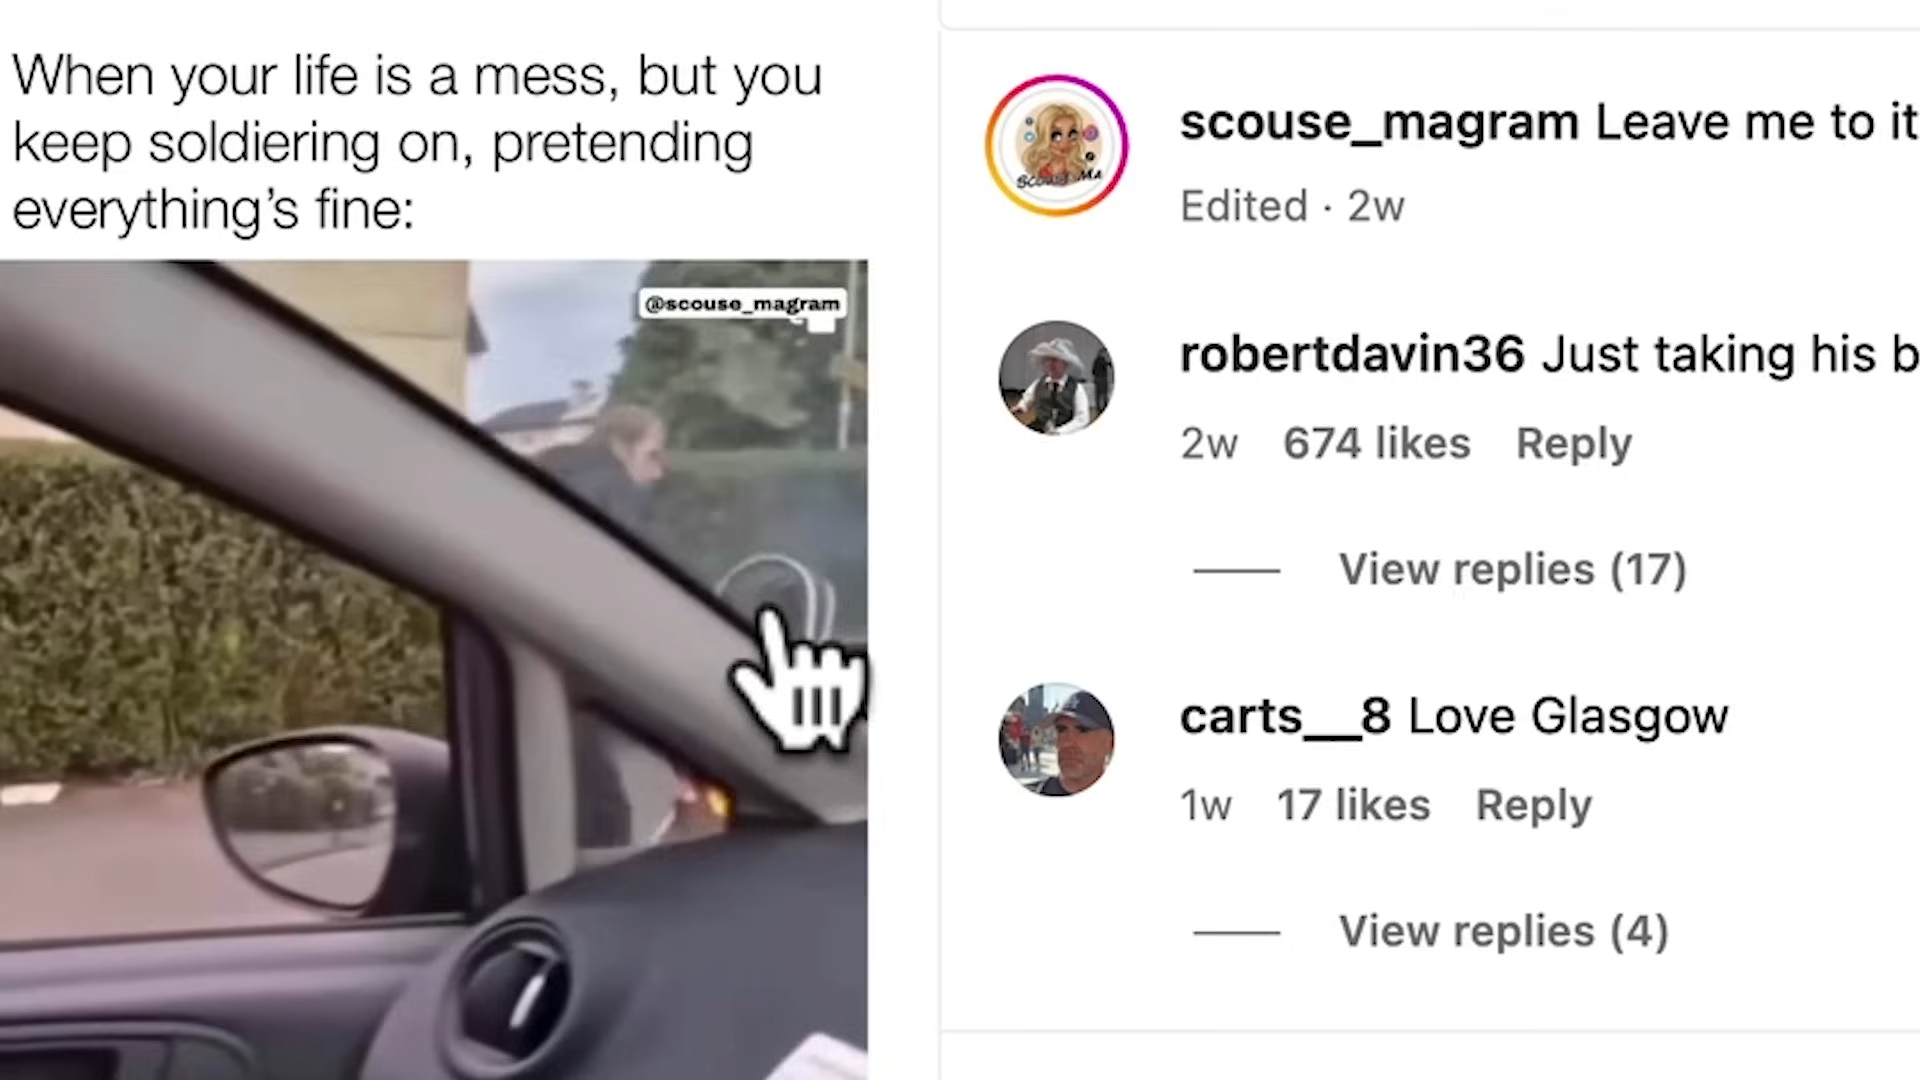 When your life is a mess, but you
keep soldiering on, pretending
everything's fine:
@scouse_magram
scouse_magram Leave me to it
Edited · 2w
robertdavin36 Just taking his b
2w 674 likes Reply
View replies (17)
carts__8 Love Glasgow
1w 17 likes Reply
View replies (4)